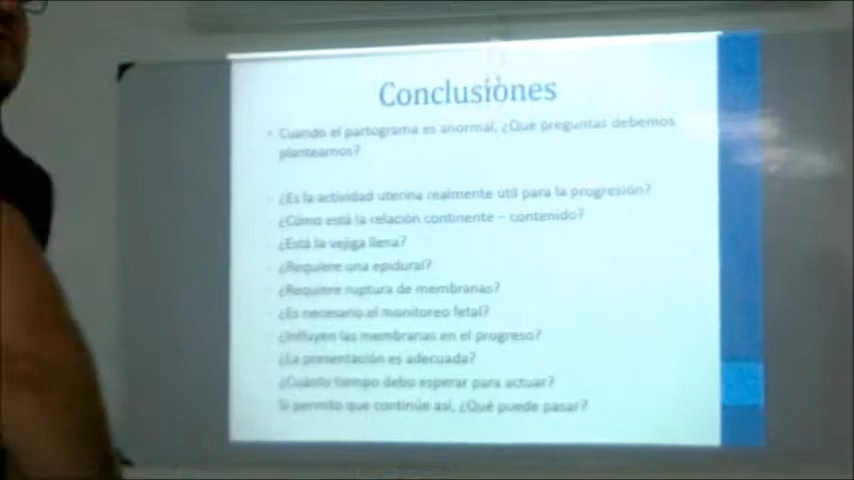 Conclusiones
• Cuando el partograma es anormal, ¿Que preguntas debemos
plantearnos?
¿Es la actividad uterina realmente útil para la progresión?
¿Cómo está la relación continente – contenido?
¿Está la vejiga llena?
¿Requiere una epidural?
¿Requiere ruptura de membranas?
¿Es necesario el monitoreo fetal?
¿Influyen las membranas en el progreso?
¿La presentación es adecuada?
¿Cuánto tiempo debo esperar para actuar?
Si permito que continúe así, ¿Qué puede pasar?